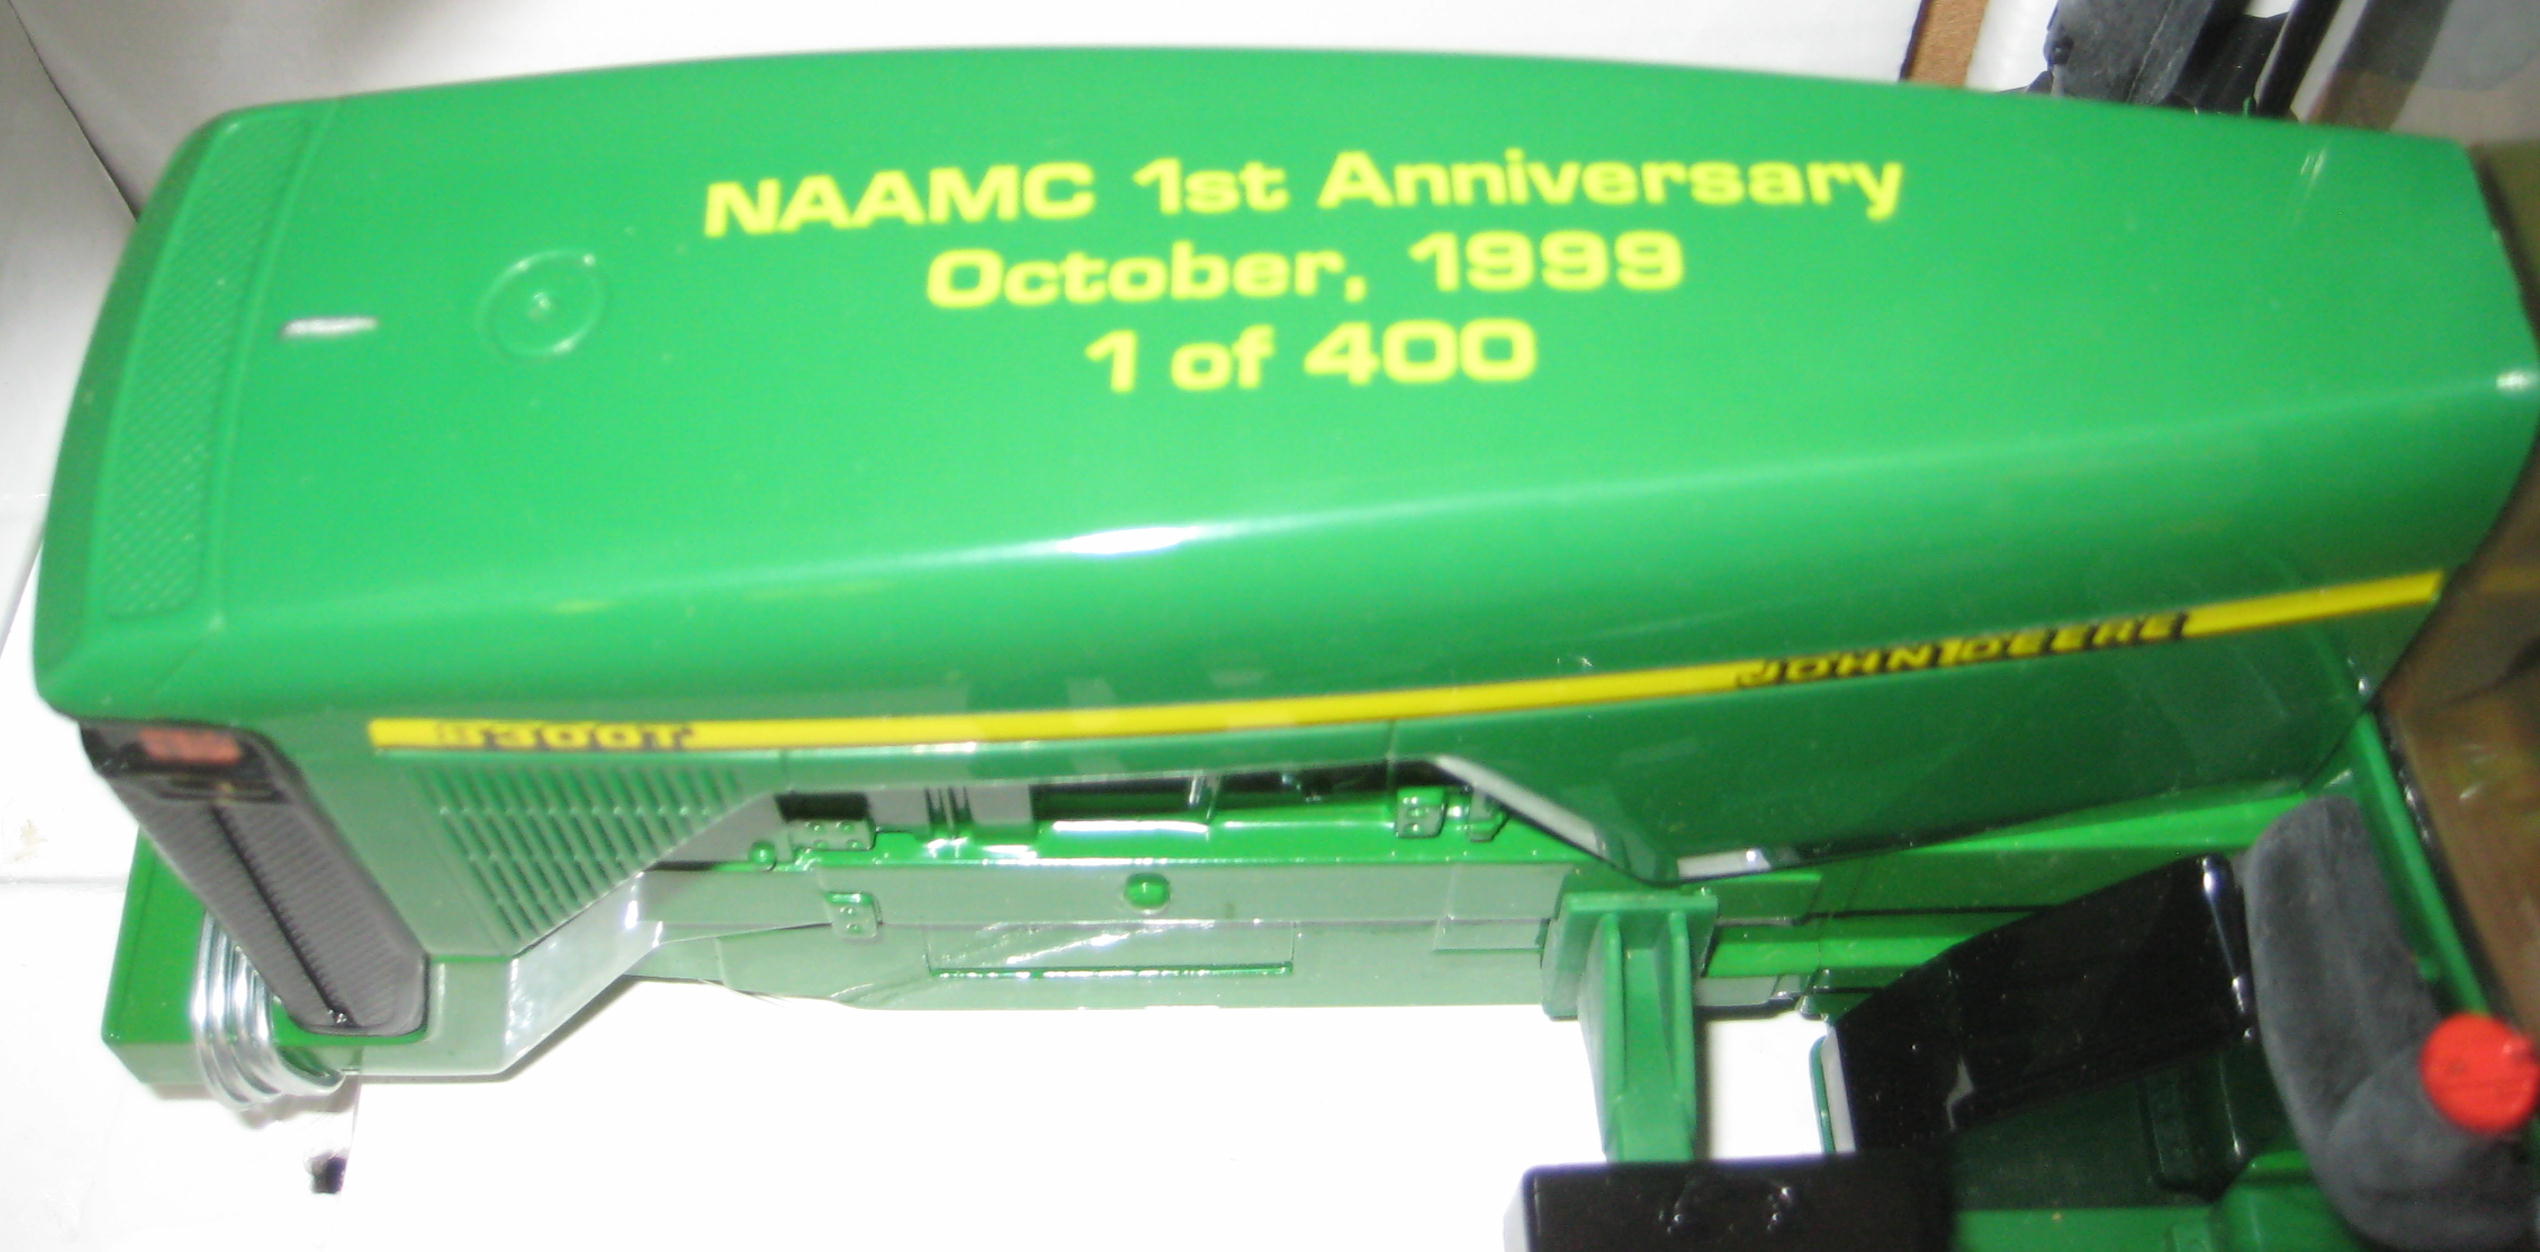 NAAMC 1st Anniversary
October, 1999
1 of 400
JOHN DEERE
8300T